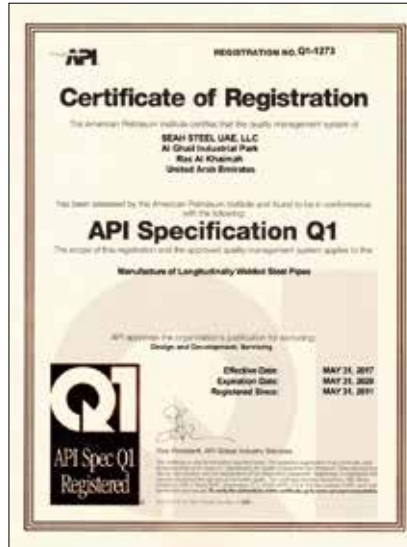 API
REGISTRATION NO. Q1-1273
Certificate of Registration
The American Petroleum Institute certifies that the quality management system of
SEAH STEEL UAE, LLC
Al Ghail Industrial Park
Ras Al Khaimah
United Arab Emirates
has been assessed by the American Petroleum Institute and found to be in conformance
with the following:
API Specification Q1
The scope of this registration and the approved quality management system applies to the
Manufacture of Longitudinally Welded Steel Pipes
API approves the organization's justification for excluding:
Design and Development, Servicing
Effective Date: MAY 31, 2017
Expiration Date: MAY 31, 2020
Registered Since: MAY 31, 2011
Q1
API Spec Q1
Registered
Vice President, API Global Industry Services